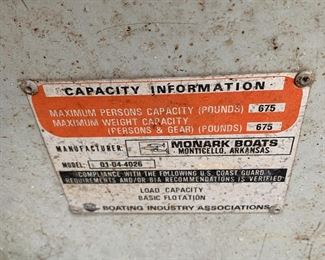 CAPACITY INFORMATION
MAXIMUM PERSONS CAPACITY (POUNDS) 675
MAXIMUM WEIGHT CAPACITY
(PERSONS & GEAR) (POUNDS) 675
MANUFACTURER: MONARK BOATS
MONTICELLO, ARKANSAS
MODEL: 01-04-4026
COMPLIANCE WITH THE FOLLOWING U.S. COAST GUARD
REQUIREMENTS AND/OR BIA RECOMMENDATIONS IS VERIFIED
LOAD CAPACITY
BASIC FLOTATION
BOATING INDUSTRY ASSOCIATIONS